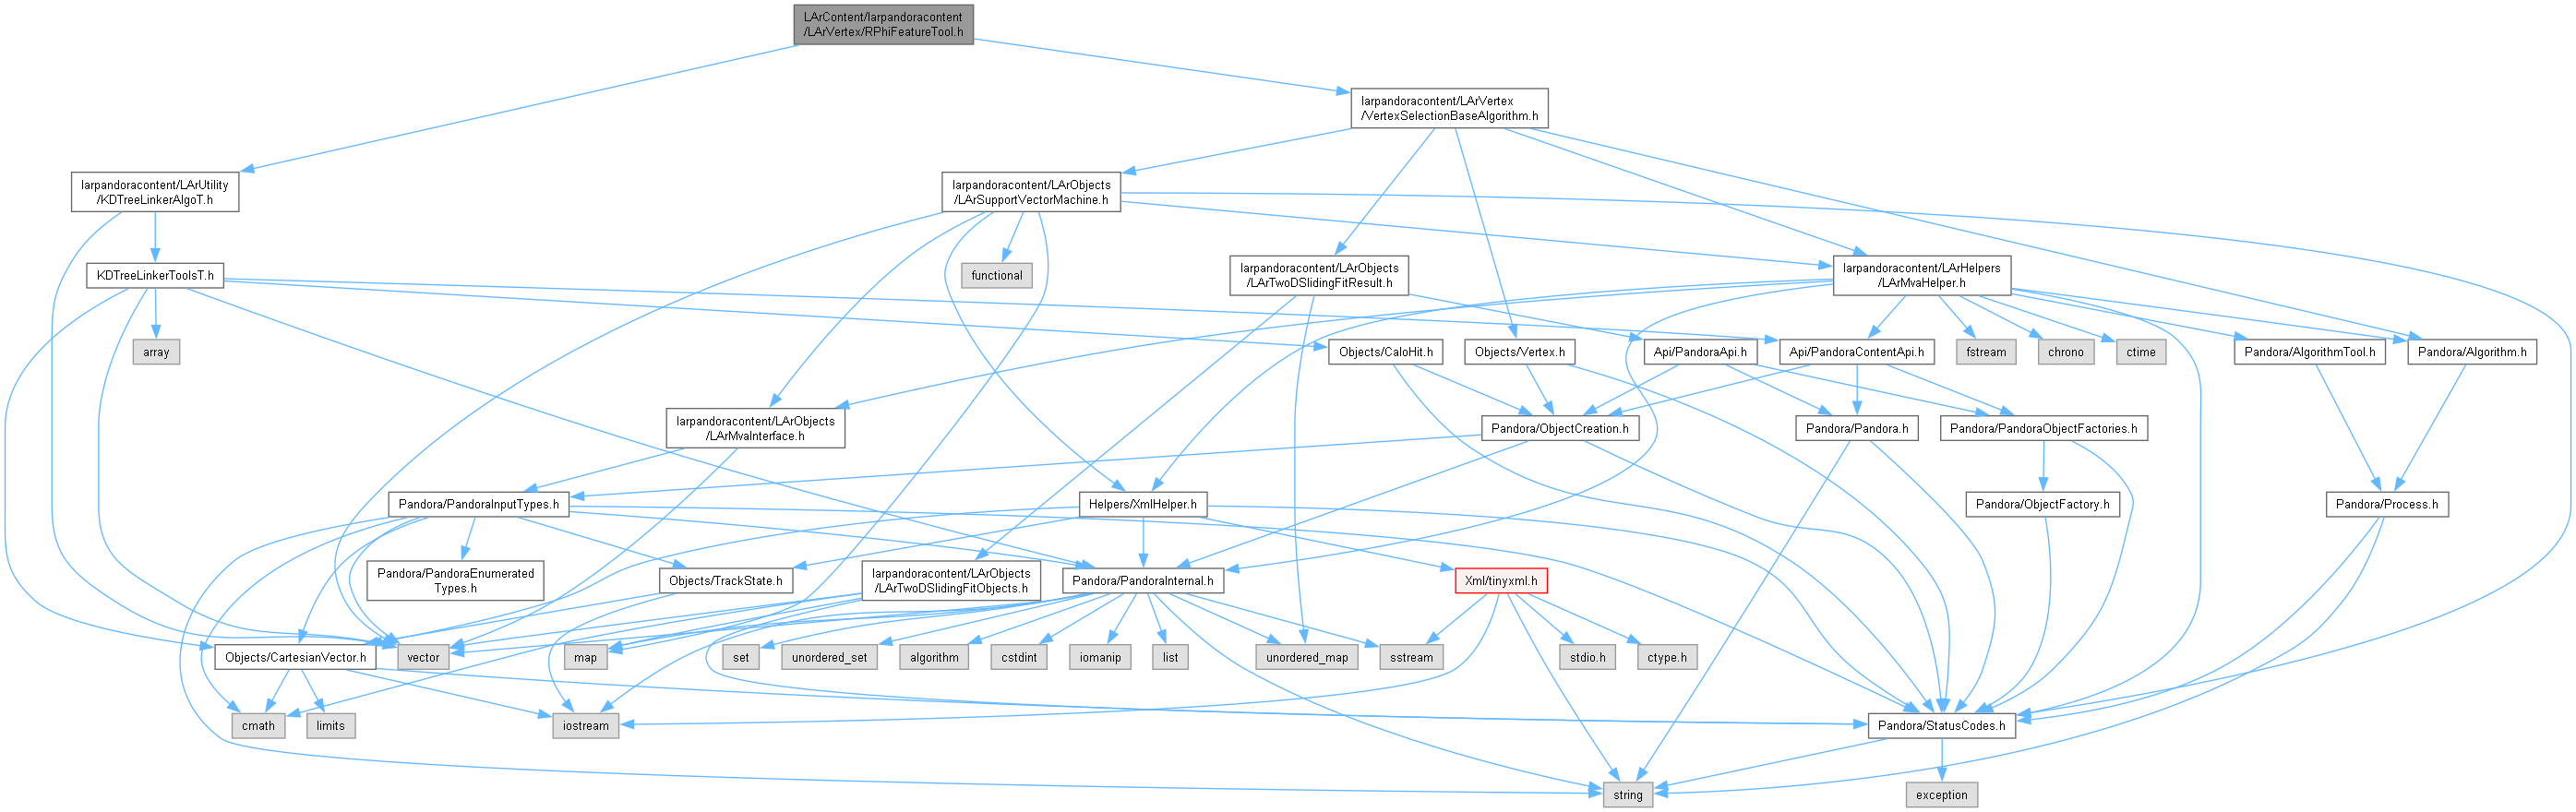 LArContent/larpandoracontent
/LArVertex/RPhiFeatureTool.h
larpandoracontent/LArVertex
/VertexSelectionBaseAlgorithm.h
larpandoracontent/LArUtility
/KDTreeLinkerAlgoT.h
larpandoracontent/LArObjects
/LArSupportVectorMachine.h
KDTreeLinkerToolsT.h
functional
larpandoracontent/LArObjects
/LArTwoDSlidingFitResult.h
larpandoracontent/LArHelpers
/LArMvaHelper.h
array
Objects/CaloHit.h
Objects/Vertex.h
Api/PandoraApi.h
Api/PandoraContentApi.h
fstream
chrono
ctime
Pandora/AlgorithmTool.h
Pandora/Algorithm.h
larpandoracontent/LArObjects
/LArMvaInterface.h
Pandora/ObjectCreation.h
Pandora/Pandora.h
Pandora/PandoraObjectFactories.h
Pandora/PandoraInputTypes.h
Helpers/XmlHelper.h
Pandora/ObjectFactory.h
Pandora/Process.h
Pandora/PandoraEnumerated
Types.h
Objects/TrackState.h
larpandoracontent/LArObjects
/LArTwoDSlidingFitObjects.h
Pandora/PandoraInternal.h
Xml/tinyxml.h
Objects/CartesianVector.h
vector
map
set
unordered_set
algorithm
cstdint
iomanip
list
unordered_map
sstream
stdio.h
ctype.h
cmath
limits
iostream
Pandora/StatusCodes.h
string
exception